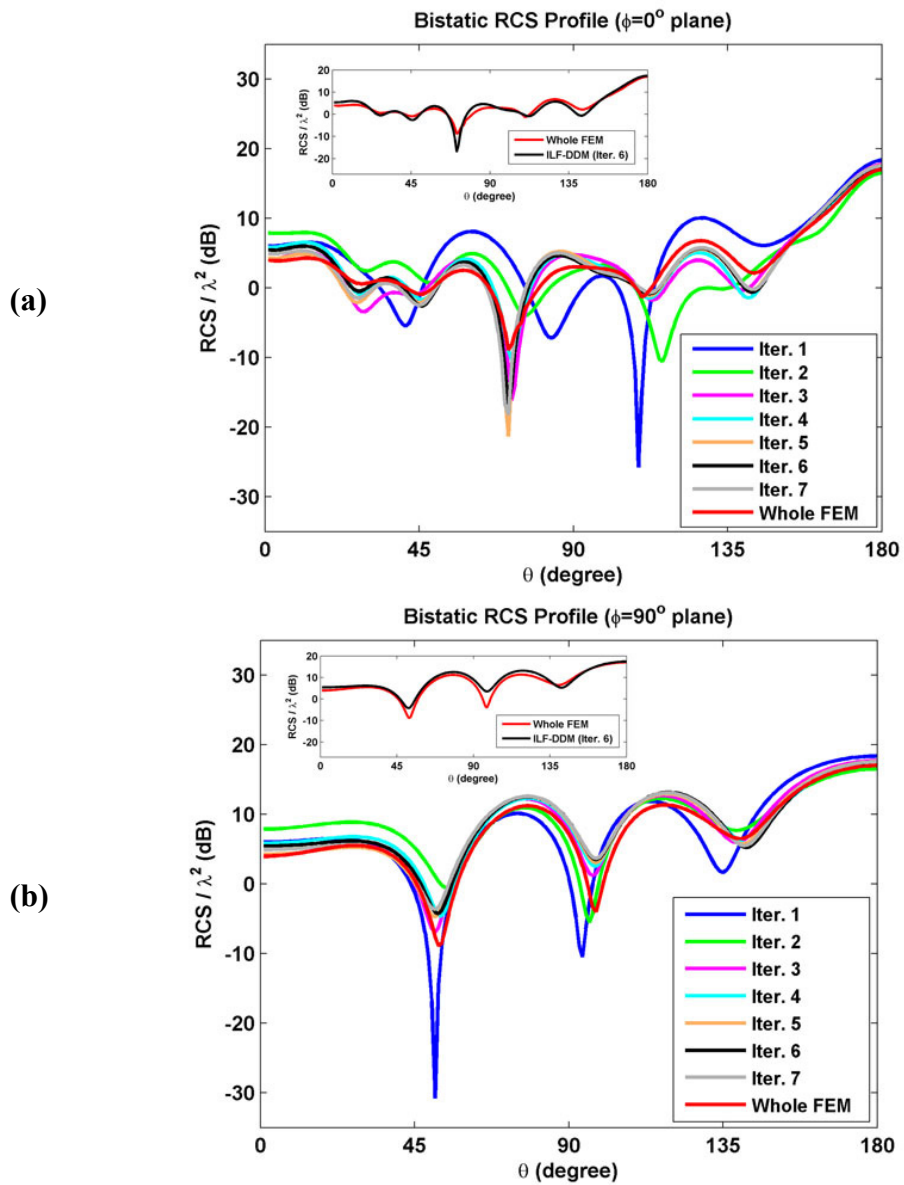 (a)
Bistatic RCS Profile (ϕ=0° plane)
RCS / λ² (dB)
30
20
10
0
-10
-20
-30
0 45 90 135 180
θ (degree)
RCS / λ² (dB)
20
10
0
-10
-20
0 45 90 135 180
θ (degree)
Whole FEM
ILF-DDM (Iter. 6)
Iter. 1
Iter. 2
Iter. 3
Iter. 4
Iter. 5
Iter. 6
Iter. 7
Whole FEM
(b)
Bistatic RCS Profile (ϕ=90° plane)
RCS / λ² (dB)
30
20
10
0
-10
-20
-30
0 45 90 135 180
θ (degree)
RCS / λ² (dB)
20
10
0
-10
-20
0 45 90 135 180
θ (degree)
Whole FEM
ILF-DDM (Iter. 6)
Iter. 1
Iter. 2
Iter. 3
Iter. 4
Iter. 5
Iter. 6
Iter. 7
Whole FEM